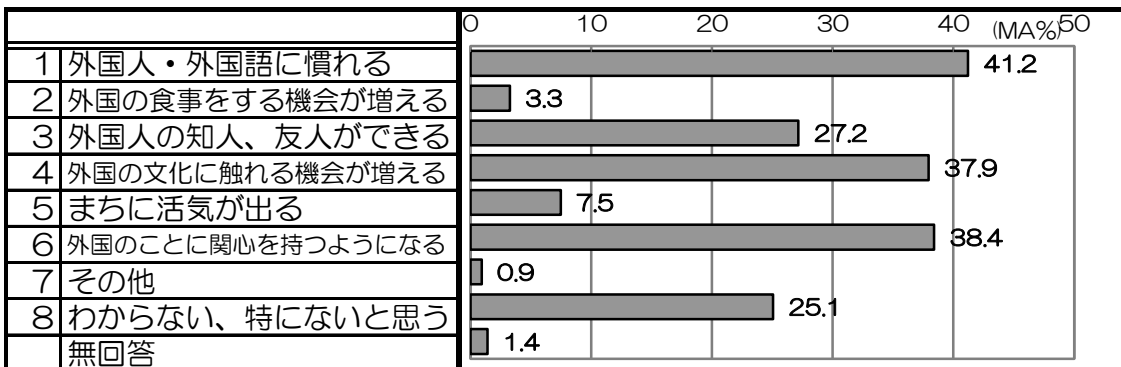 0 10 20 30 40 (MA%) 50
1 外国人・外国語に慣れる 41.2
2 外国の食事をする機会が増える 3.3
3 外国人の知人、友人ができる 27.2
4 外国の文化に触れる機会が増える 37.9
5 まちに活気が出る 7.5
6 外国のことに関心を持つようになる 38.4
7 その他 0.9
8 わからない、特にないと思う 25.1
無回答 1.4